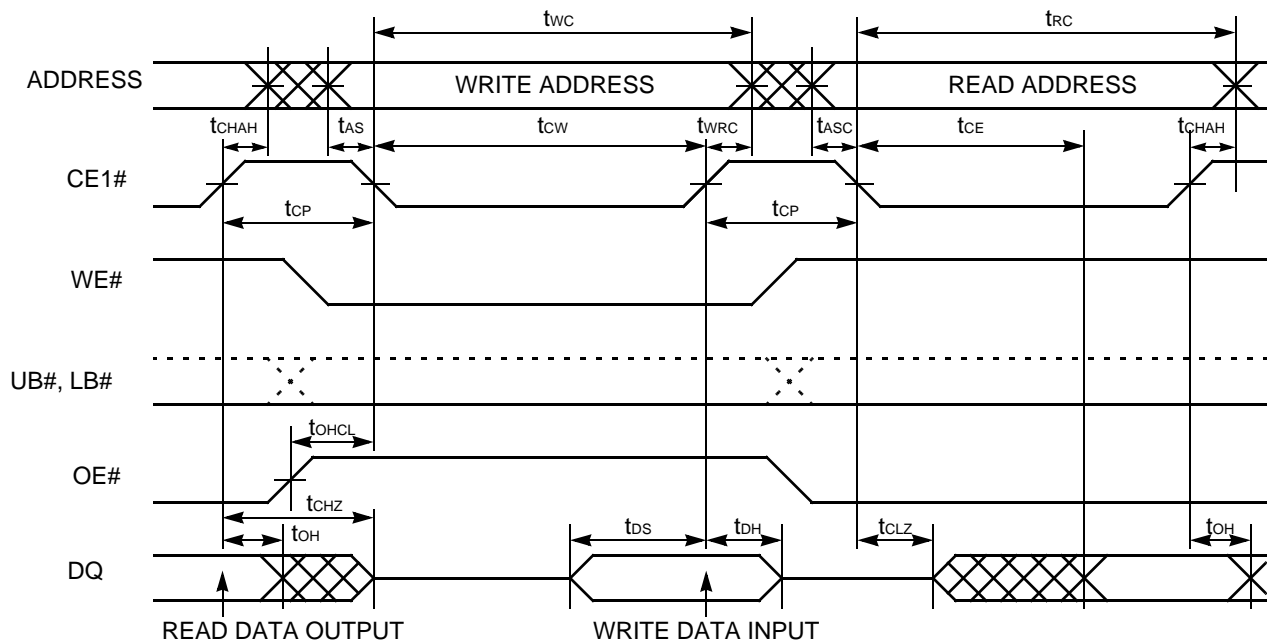 tWC tRC
ADDRESS WRITE ADDRESS READ ADDRESS
tCHAH tAS tCW tWRC tASC tCE tCHAH
CE1#
tCP tCP
WE#
UB#, LB#
tOHCL
OE#
tCHZ
tOH tDS tDH tCLZ tOH
DQ
READ DATA OUTPUT WRITE DATA INPUT